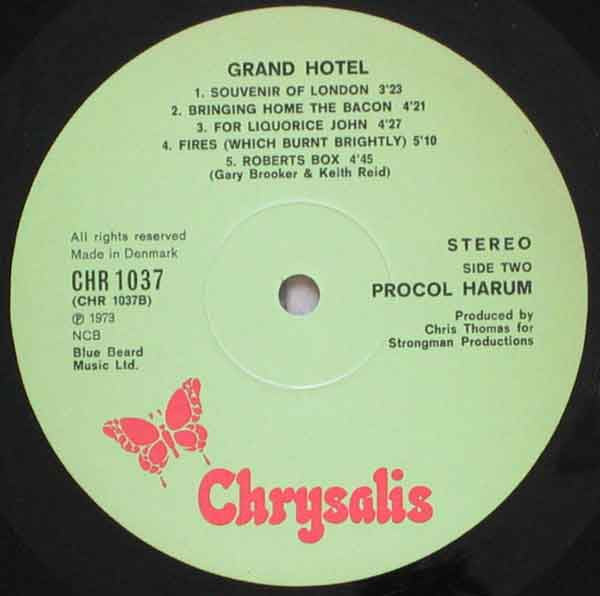 GRAND HOTEL
1. SOUVENIR OF LONDON 3'23
2. BRINGING HOME THE BACON 4'21
3. FOR LIQUORICE JOHN 4'27
4. FIRES (WHICH BURNT BRIGHTLY) 5'10
5. ROBERTS BOX 4'45
(Gary Brooker & Keith Reid)
All rights reserved
Made in Denmark
CHR 1037
(CHR 1037B)
℗ 1973
NCB
Blue Beard
Music Ltd.
STEREO
SIDE TWO
PROCOL HARUM
Produced by
Chris Thomas for
Strongman Productions
Chrysalis